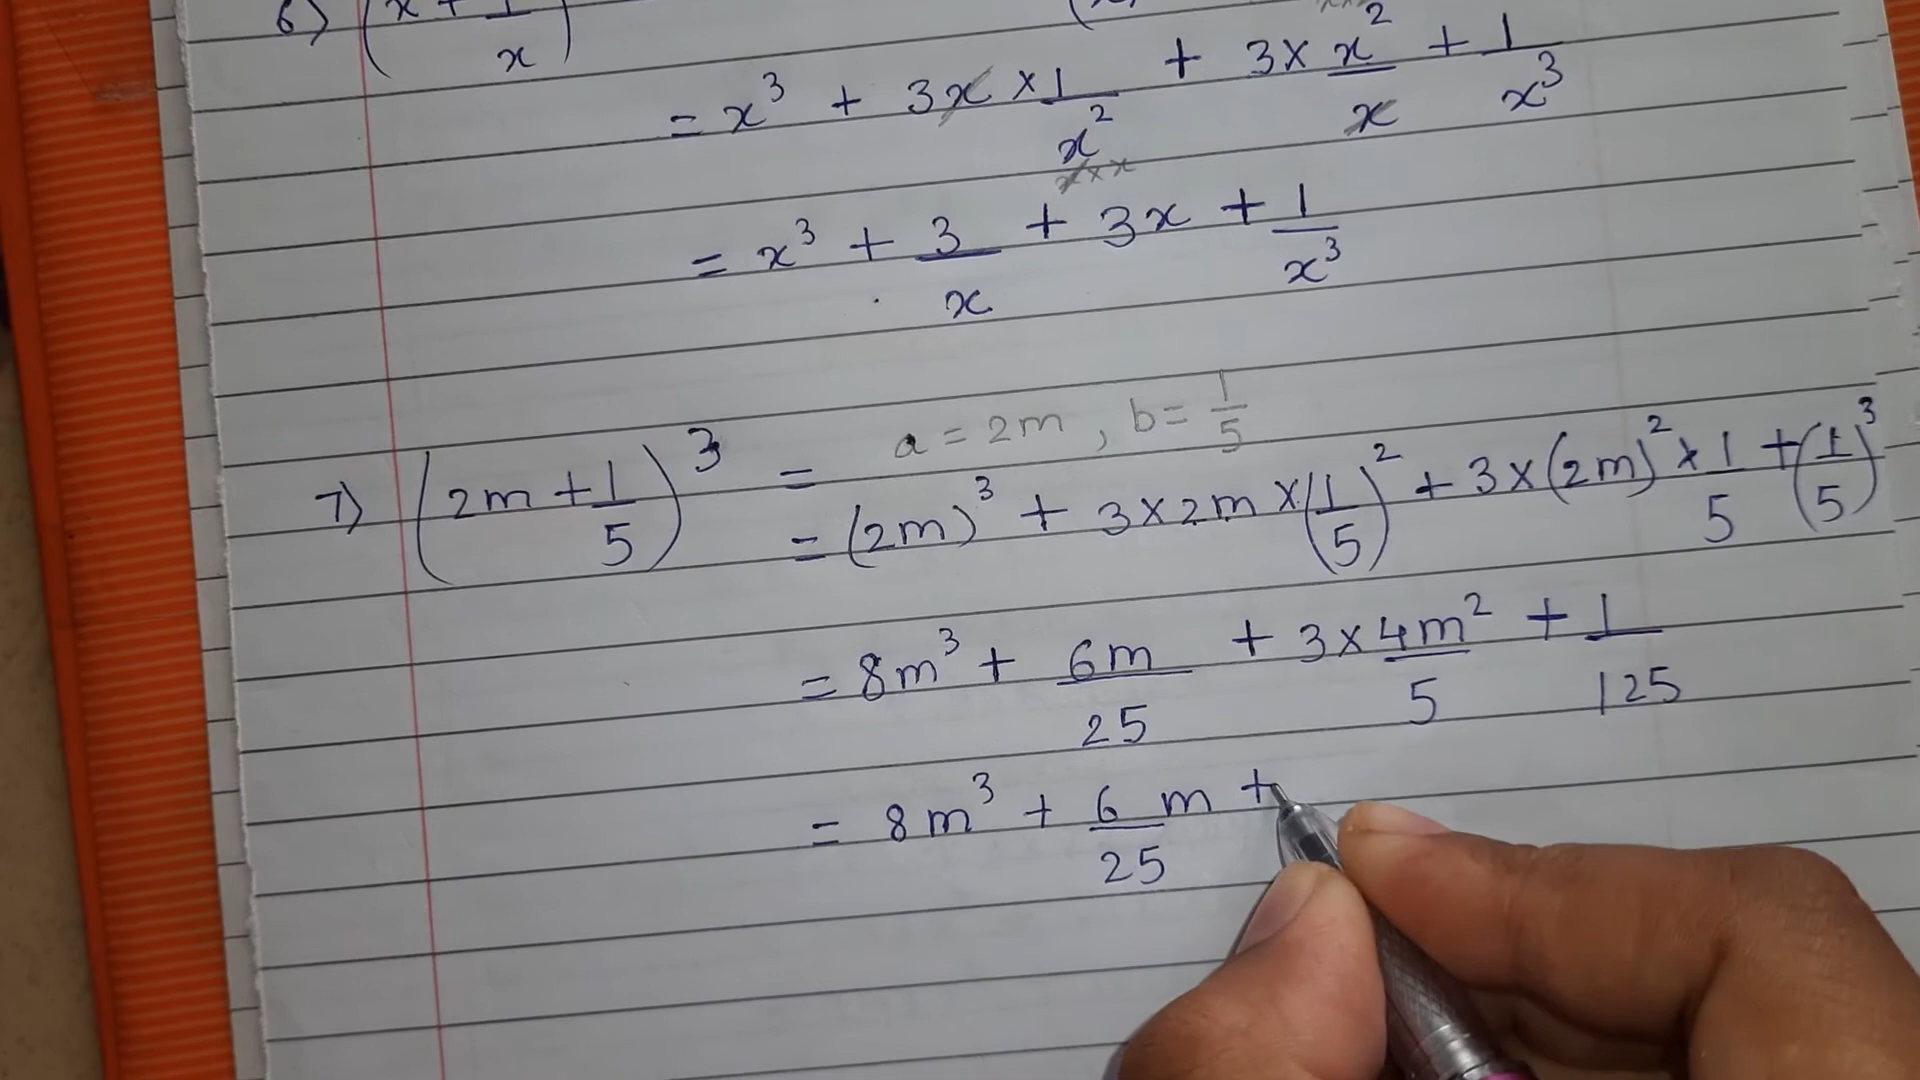 6) (x + 1/x)
= x³ + 3x × 1/x² + 3 × x²/x + 1/x³
x × x
= x³ + 3/x + 3x + 1/x³
a = 2m , b = 1/5
7) (2m + 1/5)³ =
= (2m)³ + 3×2m×(1/5)² + 3×(2m)²×1/5 + (1/5)³
= 8m³ + 6m/25 + 3×4m²/5 + 1/125
= 8m³ + 6/25 m +